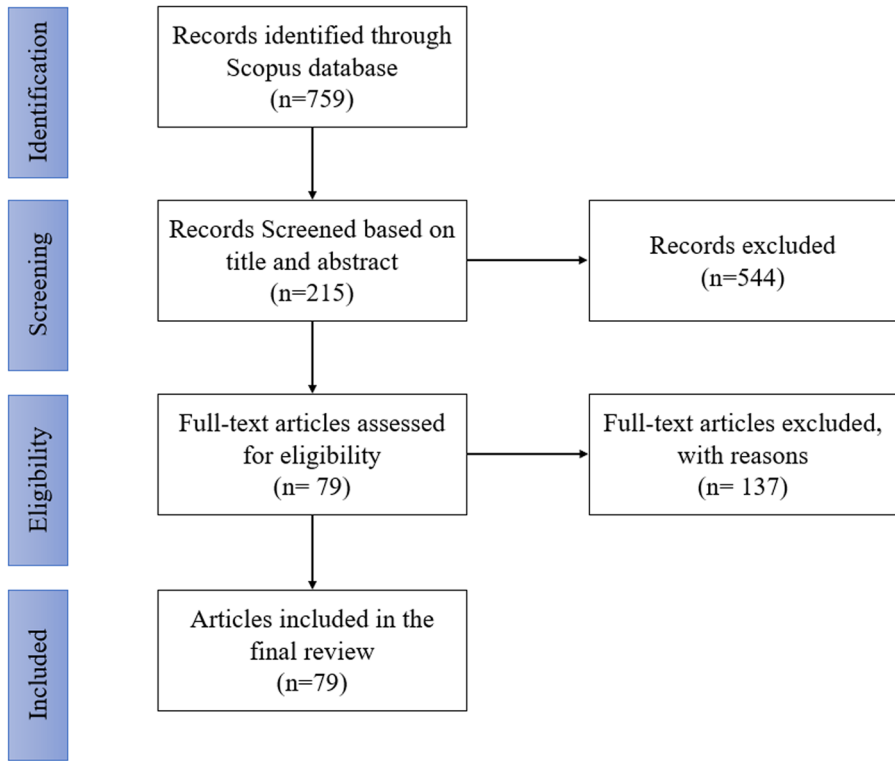 Identification
Records identified through
Scopus database
(n=759)
Screening
Records Screened based on
title and abstract
(n=215)
Records excluded
(n=544)
Eligibility
Full-text articles assessed
for eligibility
(n= 79)
Full-text articles excluded,
with reasons
(n= 137)
Included
Articles included in the
final review
(n=79)